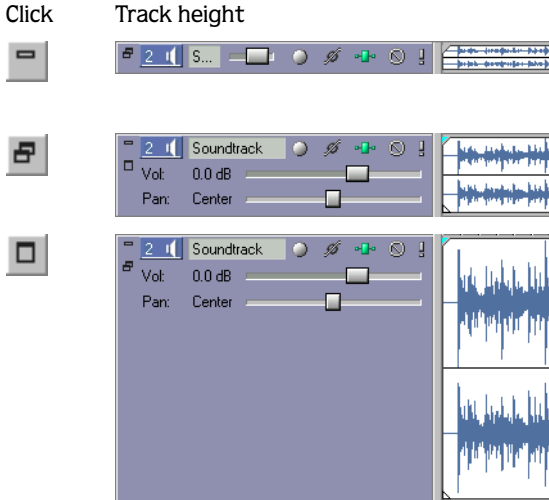 Click Track height
2 S...
2 Soundtrack
Vol: 0.0 dB
Pan: Center
2 Soundtrack
Vol: 0.0 dB
Pan: Center